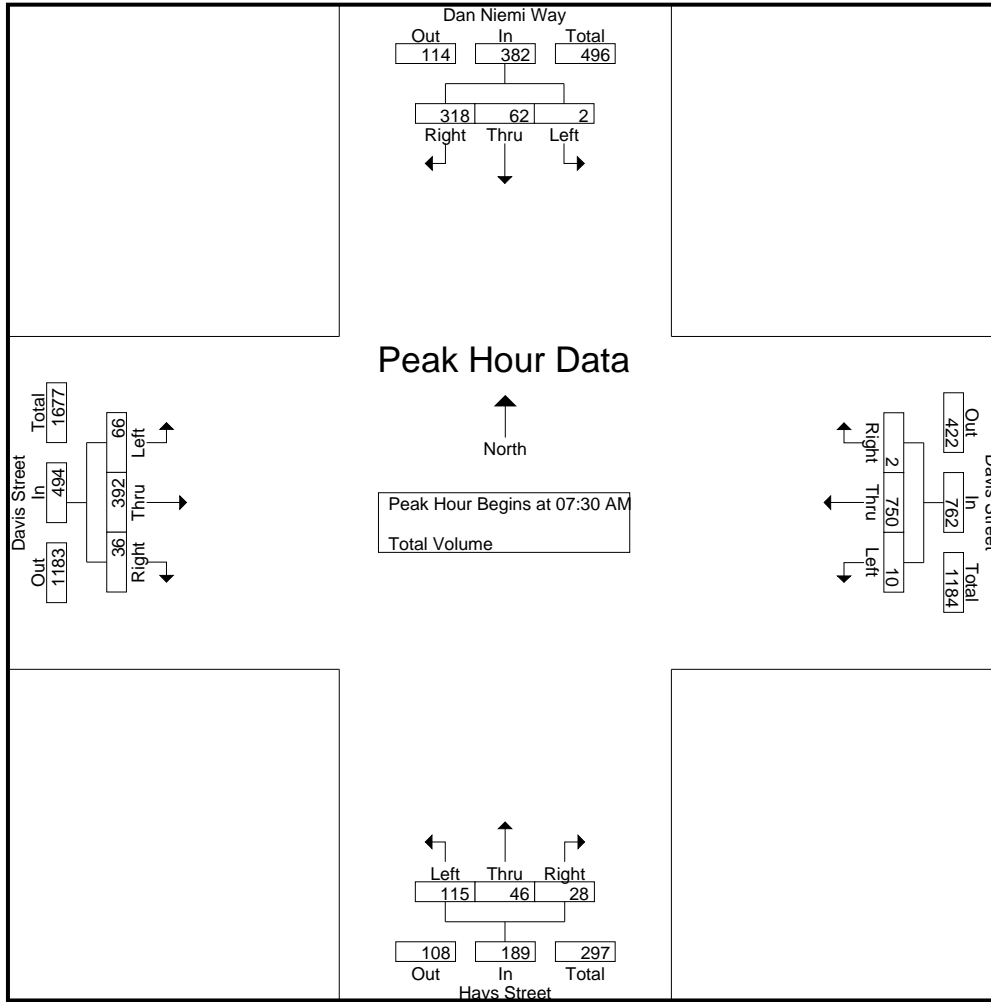 Dan Niemi Way
Out In Total
114 382 496
318 62 2
Right Thru Left
Peak Hour Data
North
Peak Hour Begins at 07:30 AM
Total Volume
Davis Street
Total In Out
1677 494 1183
66 392 36
Left Thru Right
Davis Street
Out In Total
422 762 1184
2 750 10
Right Thru Left
Left Thru Right
115 46 28
108 189 297
Out In Total
Hays Street